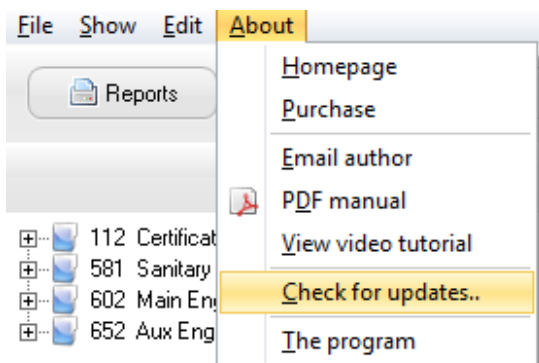 File Show Edit About
Homepage
Reports
Purchase
Email author
PDF manual
View video tutorial
112 Certificat
581 Sanitary
602 Main En
652 Aux Eng
Check for updates..
The program